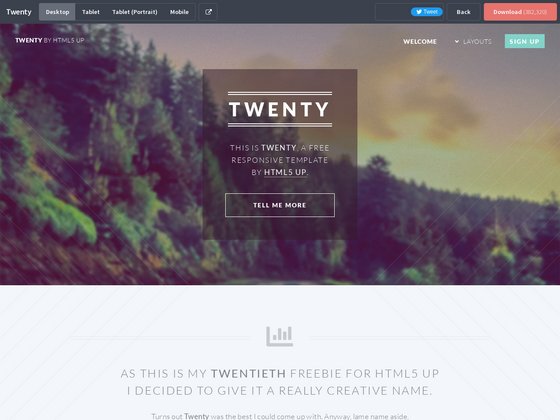 Twenty Desktop Tablet Tablet (Portrait) Mobile Tweet Back Download (382,320)
TWENTY BY HTML5 UP WELCOME LAYOUTS SIGN UP
TWENTY
THIS IS TWENTY, A FREE
RESPONSIVE TEMPLATE
BY HTML5 UP.
TELL ME MORE
AS THIS IS MY TWENTIETH FREEBIE FOR HTML5 UP
I DECIDED TO GIVE IT A REALLY CREATIVE NAME.
Turns out Twenty was the best I could come up with. Anyway, lame name aside,